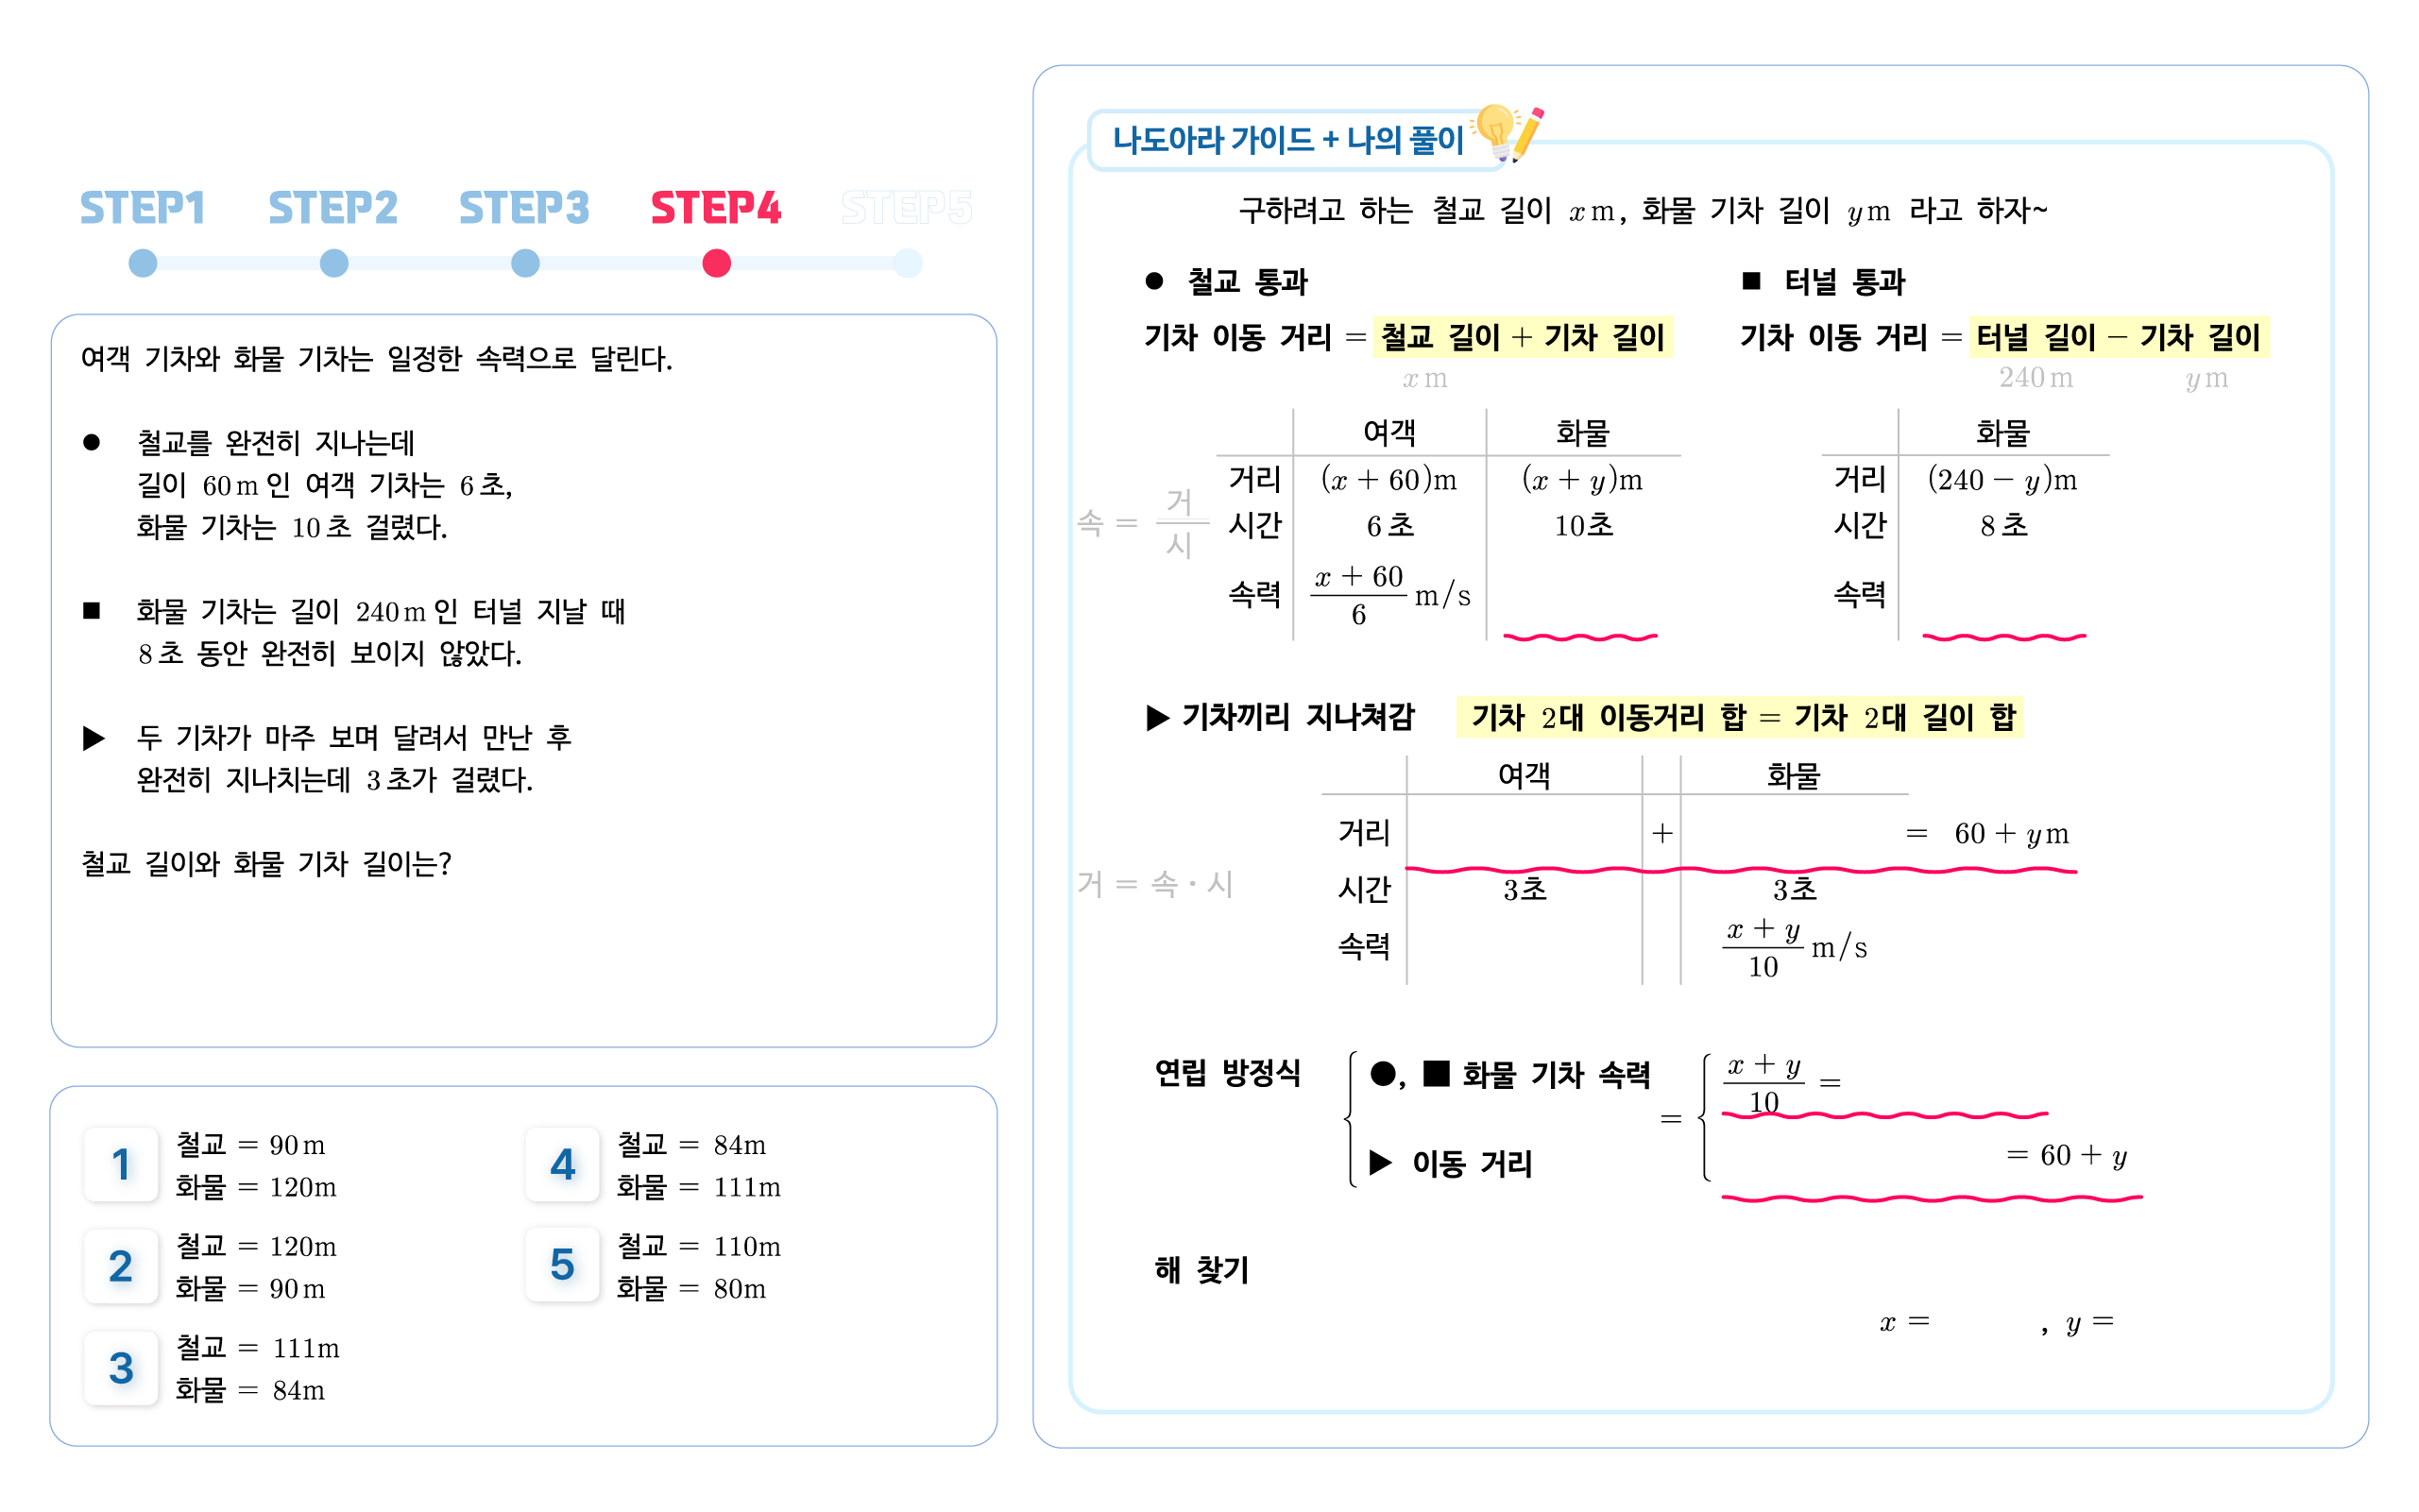 STEP1 STEP2 STEP3 STEP4 STEP5
여객 기차와 화물 기차는 일정한 속력으로 달린다.
● 철교를 완전히 지나는데
길이 60m인 여객 기차는 6초,
화물 기차는 10초 걸렸다.
■ 화물 기차는 길이 240m인 터널 지날 때
8초 동안 완전히 보이지 않았다.
▶ 두 기차가 마주 보며 달려서 만난 후
완전히 지나치는데 3초가 걸렸다.
철교 길이와 화물 기차 길이는?
1 철교 = 90m
화물 = 120m
2 철교 = 120m
화물 = 90m
3 철교 = 111m
화물 = 84m
4 철교 = 84m
화물 = 111m
5 철교 = 110m
화물 = 80m
나도아라 가이드 + 나의 풀이
구하려고 하는 철교 길이 x m, 화물 기차 길이 y m 라고 하자~
● 철교 통과
기차 이동 거리 = 철교 길이 + 기차 길이
x m
여객 화물
거리 (x + 60)m (x + y)m
속 = 거/시
시간 6초 10초
속력 (x + 60)/6 m/s
■ 터널 통과
기차 이동 거리 = 터널 길이 − 기차 길이
240m y m
화물
거리 (240 − y)m
시간 8초
속력
▶ 기차끼리 지나쳐감 기차 2대 이동거리 합 = 기차 2대 길이 합
여객 화물
거리 + = 60 + y m
거 = 속 · 시
시간 3초 3초
속력 (x + y)/10 m/s
연립 방정식 { ●, ■ 화물 기차 속력 = { (x + y)/10 =
▶ 이동 거리 = 60 + y
해 찾기
x = , y =